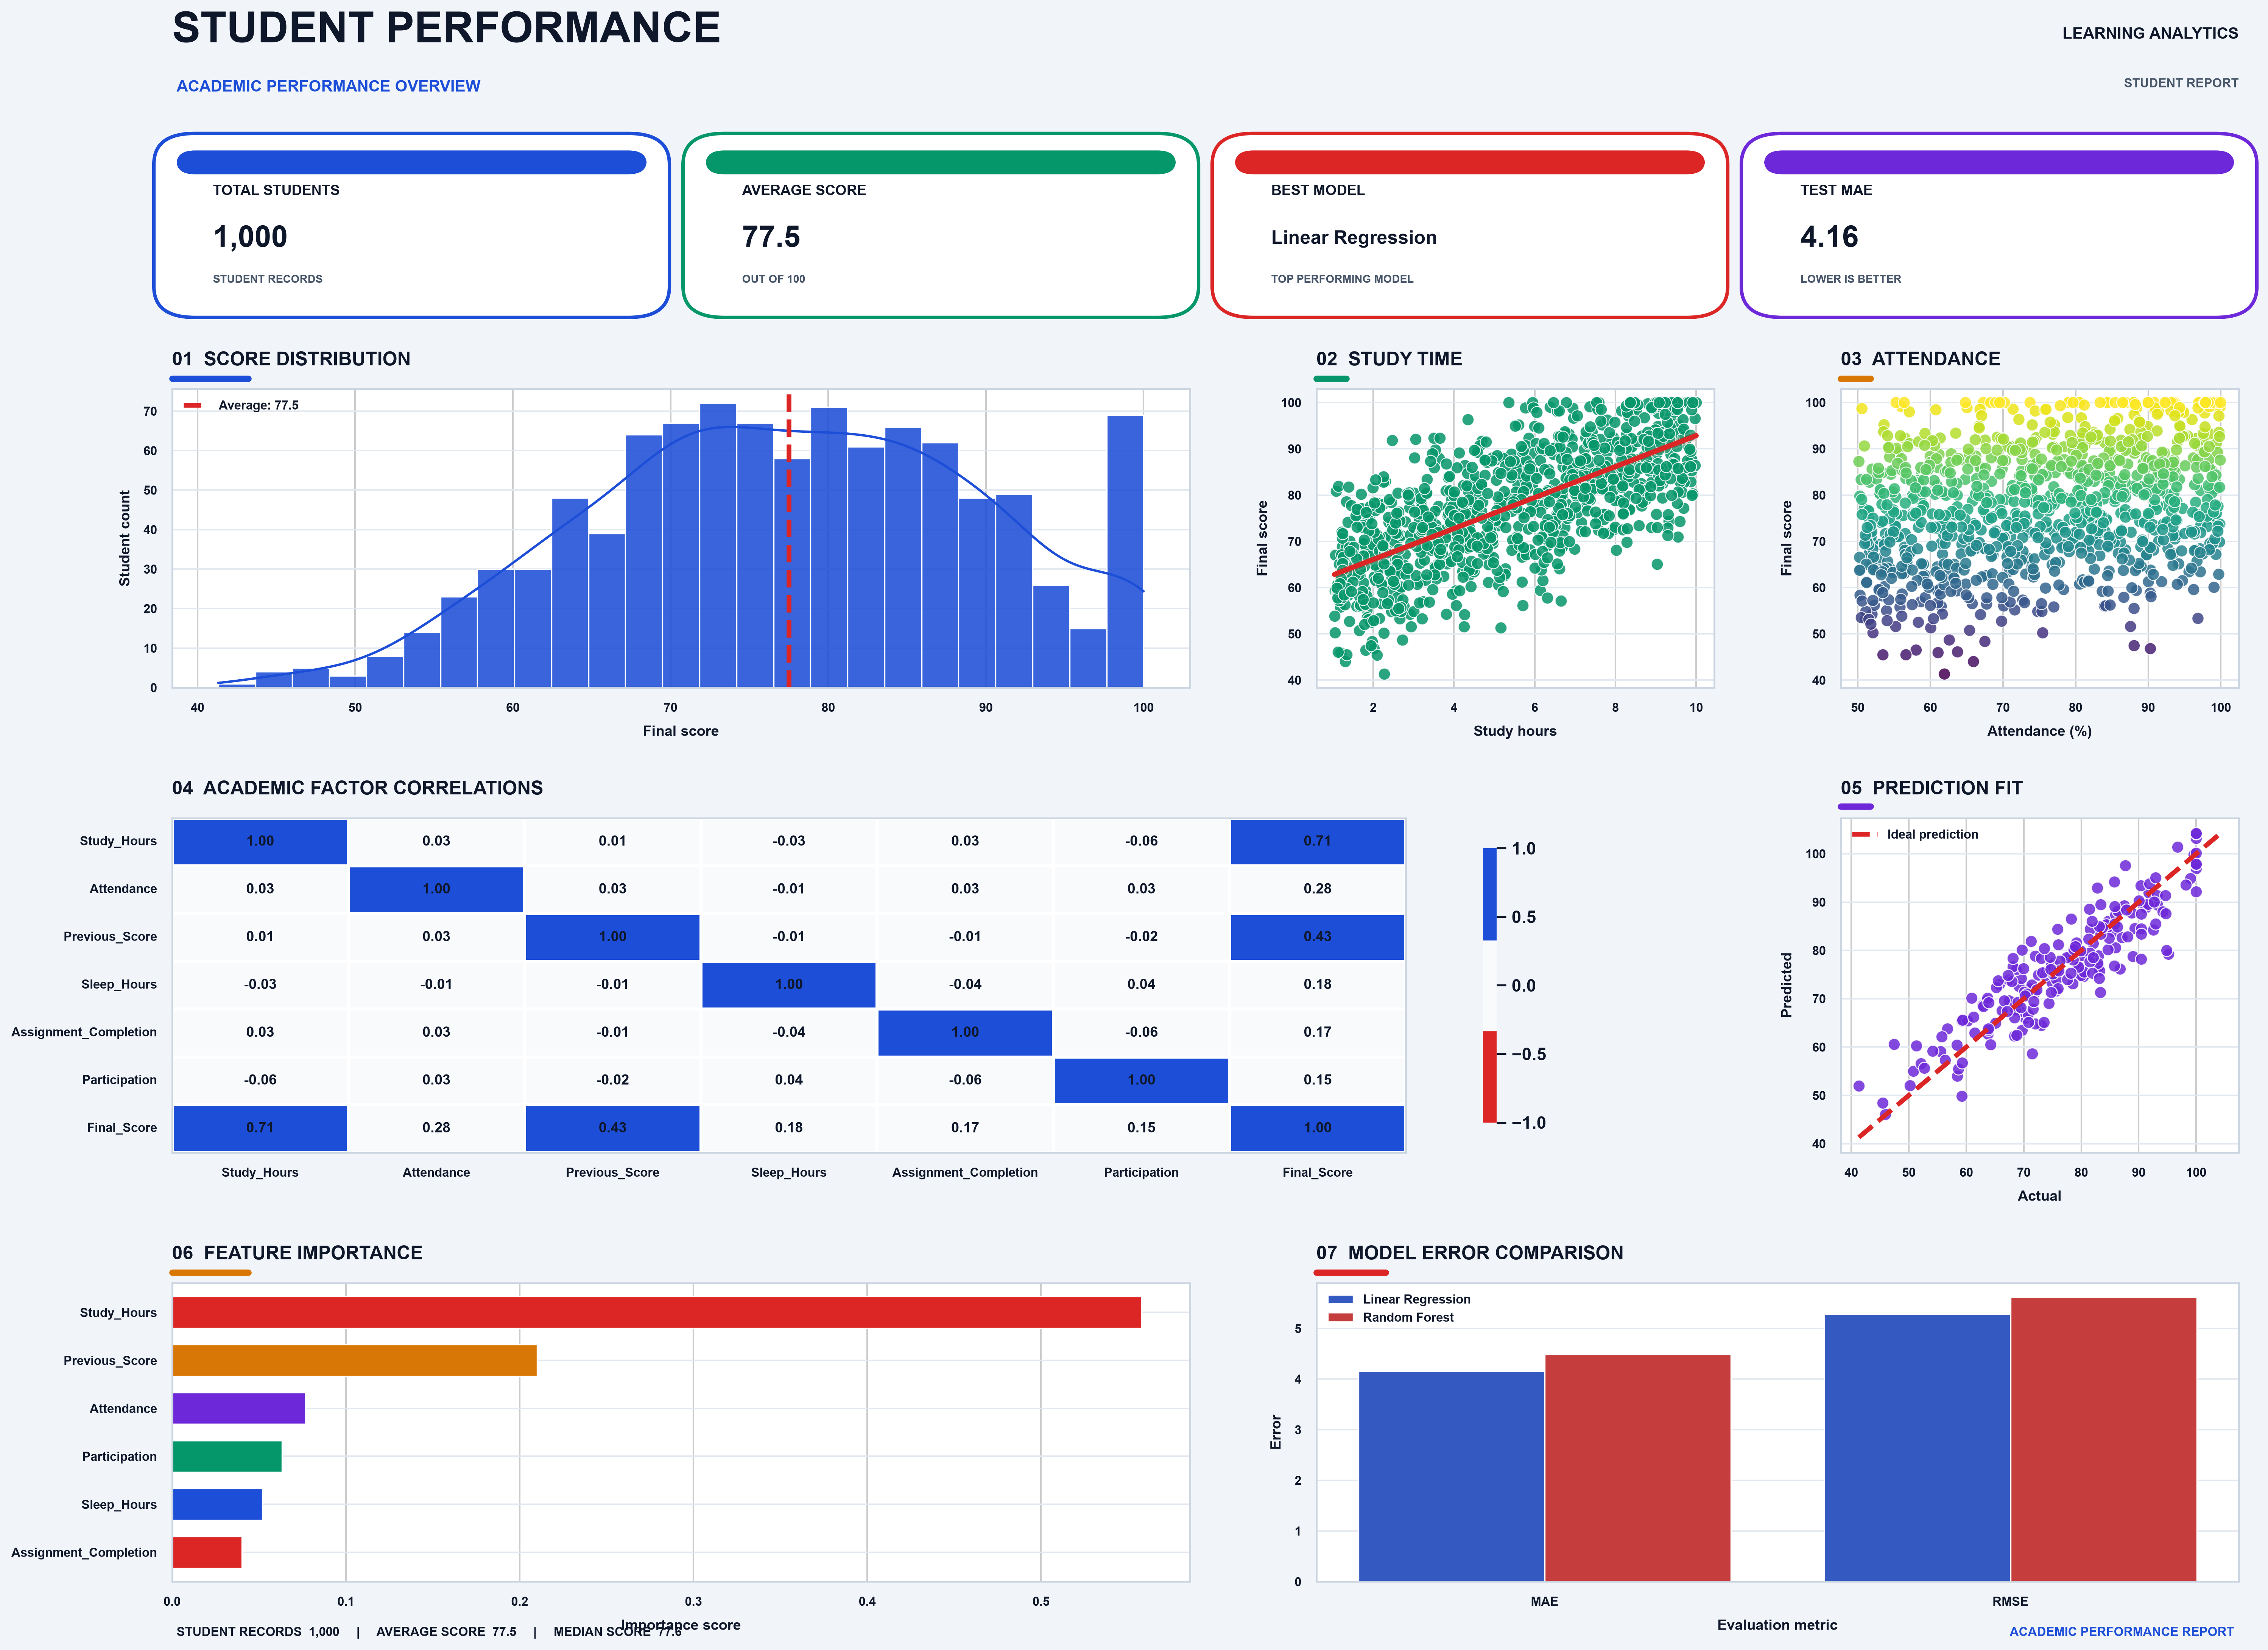 STUDENT PERFORMANCE
LEARNING ANALYTICS
ACADEMIC PERFORMANCE OVERVIEW
STUDENT REPORT
TOTAL STUDENTS
1,000
STUDENT RECORDS
AVERAGE SCORE
77.5
OUT OF 100
BEST MODEL
Linear Regression
TOP PERFORMING MODEL
TEST MAE
4.16
LOWER IS BETTER
01 SCORE DISTRIBUTION
Average: 77.5
Student count
70
60
50
40
30
20
10
0
40 50 60 70 80 90 100
Final score
02 STUDY TIME
Final score
100
90
80
70
60
50
40
2 4 6 8 10
Study hours
03 ATTENDANCE
Final score
100
90
80
70
60
50
40
50 60 70 80 90 100
Attendance (%)
04 ACADEMIC FACTOR CORRELATIONS
Study_Hours 1.00 0.03 0.01 -0.03 0.03 -0.06 0.71
Attendance 0.03 1.00 0.03 -0.01 0.03 0.03 0.28
Previous_Score 0.01 0.03 1.00 -0.01 -0.01 -0.02 0.43
Sleep_Hours -0.03 -0.01 -0.01 1.00 -0.04 0.04 0.18
Assignment_Completion 0.03 0.03 -0.01 -0.04 1.00 -0.06 0.17
Participation -0.06 0.03 -0.02 0.04 -0.06 1.00 0.15
Final_Score 0.71 0.28 0.43 0.18 0.17 0.15 1.00
Study_Hours Attendance Previous_Score Sleep_Hours Assignment_Completion Participation Final_Score
1.0
0.5
0.0
−0.5
−1.0
05 PREDICTION FIT
Ideal prediction
Predicted
100
90
80
70
60
50
40
40 50 60 70 80 90 100
Actual
06 FEATURE IMPORTANCE
Study_Hours
Previous_Score
Attendance
Participation
Sleep_Hours
Assignment_Completion
0.0 0.1 0.2 0.3 0.4 0.5
Importance score
07 MODEL ERROR COMPARISON
Linear Regression
Random Forest
Error
5
4
3
2
1
0
MAE RMSE
Evaluation metric
STUDENT RECORDS 1,000 | AVERAGE SCORE 77.5 | MEDIAN SCORE 77.6
ACADEMIC PERFORMANCE REPORT